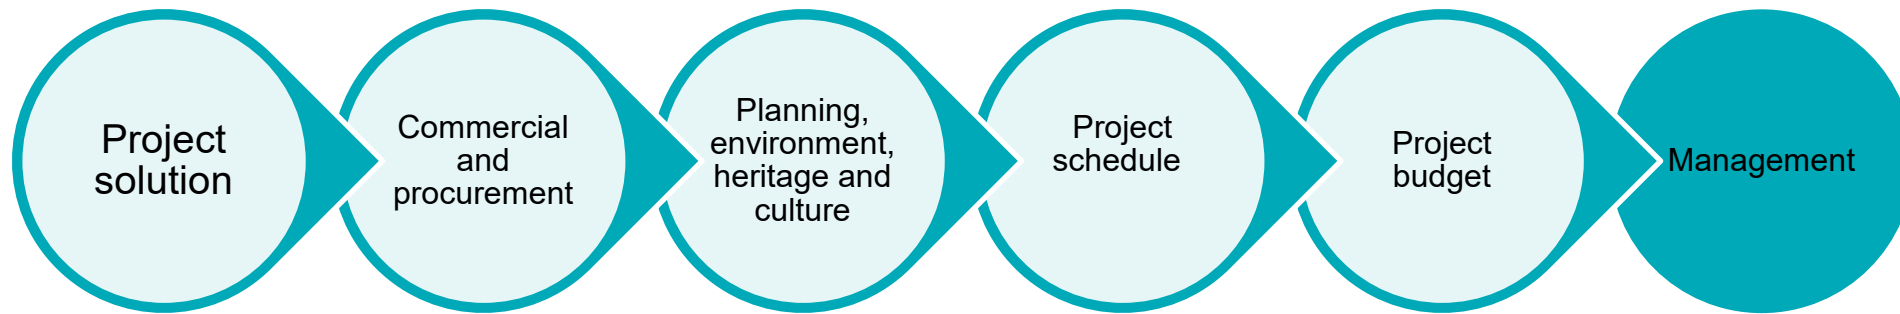 Project
solution
Commercial
and
procurement
Planning,
environment,
heritage and
culture
Project
schedule
Project
budget
Management